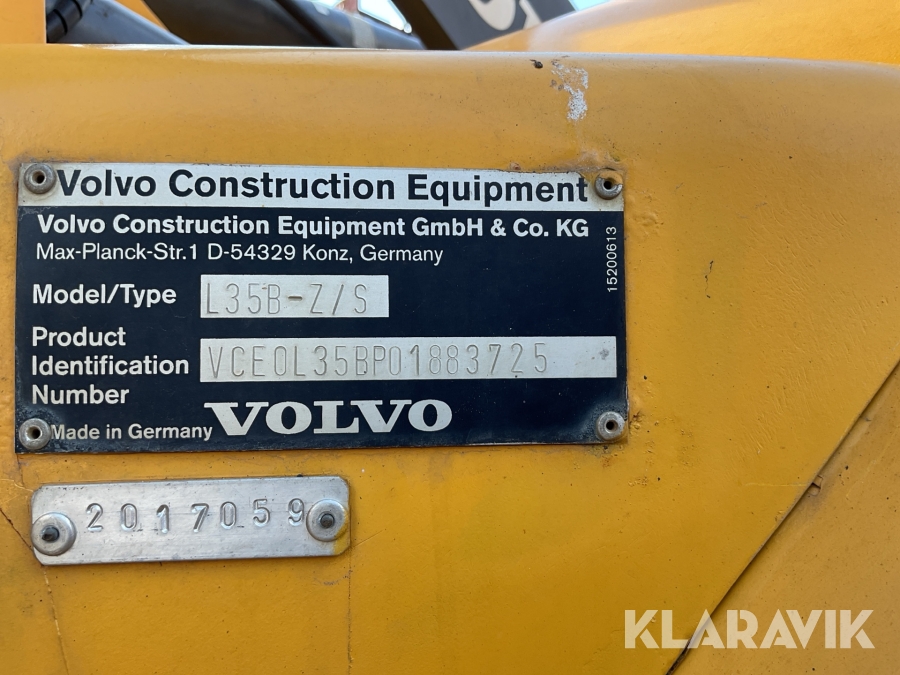 Volvo Construction Equipment
Volvo Construction Equipment GmbH & Co. KG
Max-Planck-Str.1 D-54329 Konz, Germany
15200613
Model/Type L35B-Z/S
Product
Identification VCE0L35BP01883725
Number
Made in Germany VOLVO
2017059
KLARAVIK